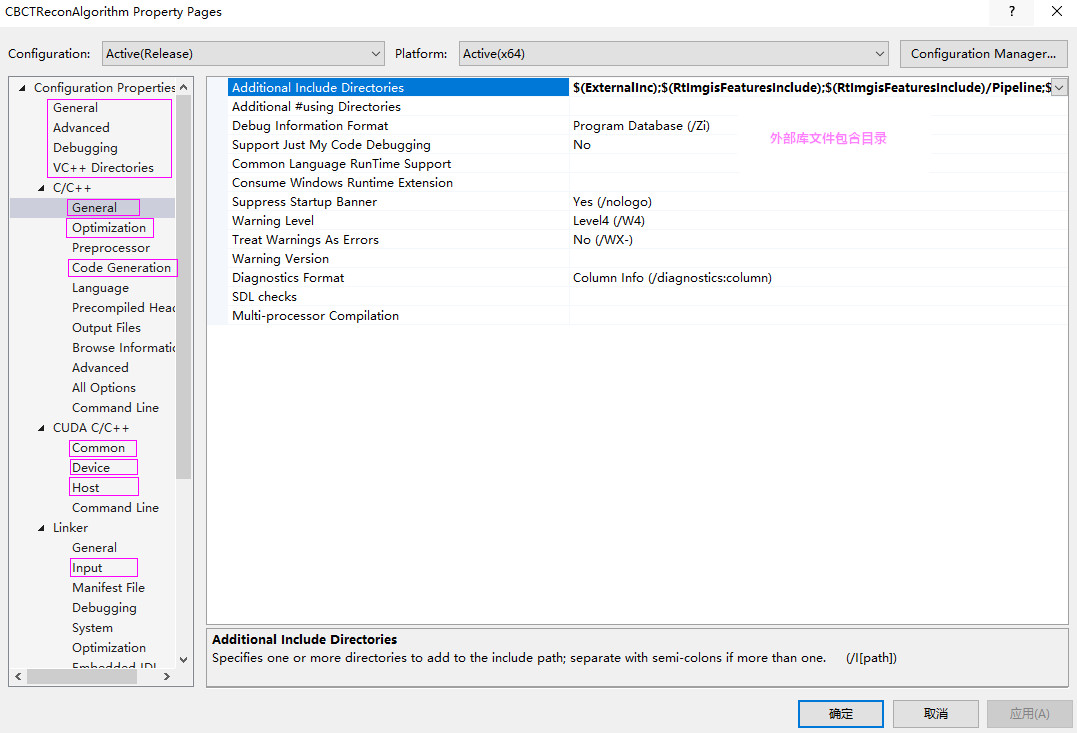 CBCTReconAlgorithm Property Pages
?
Configuration: Active(Release) Platform: Active(x64) Configuration Manager...
Configuration Properties
General
Advanced
Debugging
VC++ Directories
C/C++
General
Optimization
Preprocessor
Code Generation
Language
Precompiled Head
Output Files
Browse Informatic
Advanced
All Options
Command Line
CUDA C/C++
Common
Device
Host
Command Line
Linker
General
Input
Manifest File
Debugging
System
Optimization
Embedded IDL
Additional Include Directories $(ExternalInc);$(RtImgisFeaturesInclude);$(RtImgisFeaturesInclude)/Pipeline;$
Additional #using Directories
Debug Information Format Program Database (/Zi)
Support Just My Code Debugging No
Common Language RunTime Support
Consume Windows Runtime Extension
Suppress Startup Banner Yes (/nologo)
Warning Level Level4 (/W4)
Treat Warnings As Errors No (/WX-)
Warning Version
Diagnostics Format Column Info (/diagnostics:column)
SDL checks
Multi-processor Compilation
外部库文件包含目录
Additional Include Directories
Specifies one or more directories to add to the include path; separate with semi-colons if more than one. (/I[path])
确定 取消 应用(A)